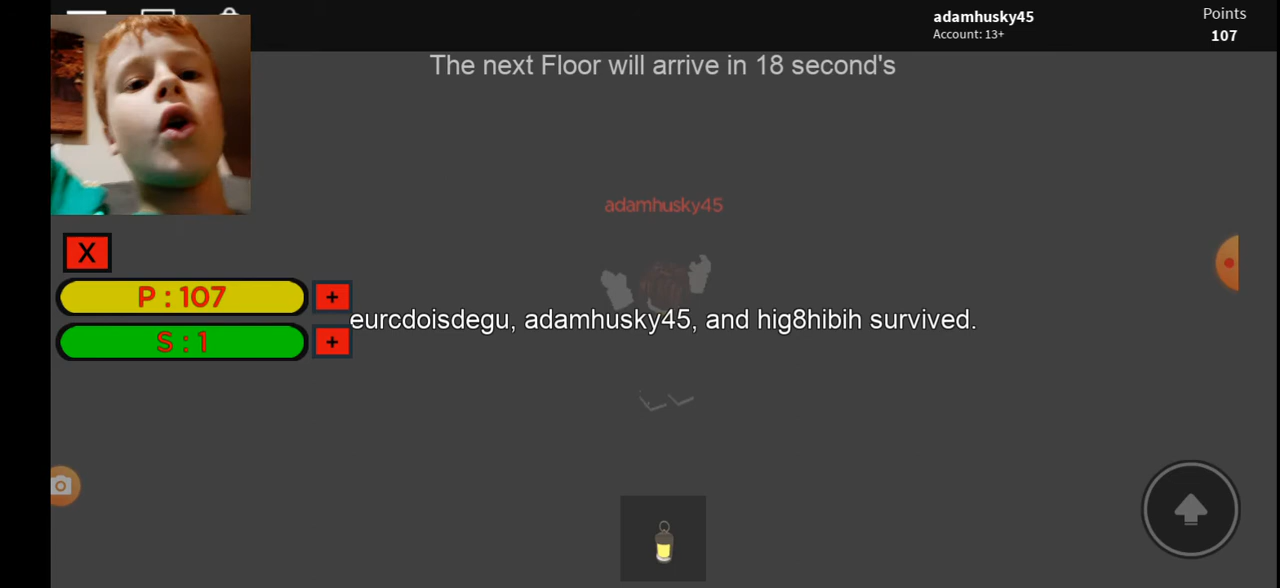 adamhusky45
Account: 13+
Points
107
The next Floor will arrive in 18 second's
adamhusky45
X
P : 107
+
eurcdoisdegu, adamhusky45, and hig8hibih survived.
S : 1
+